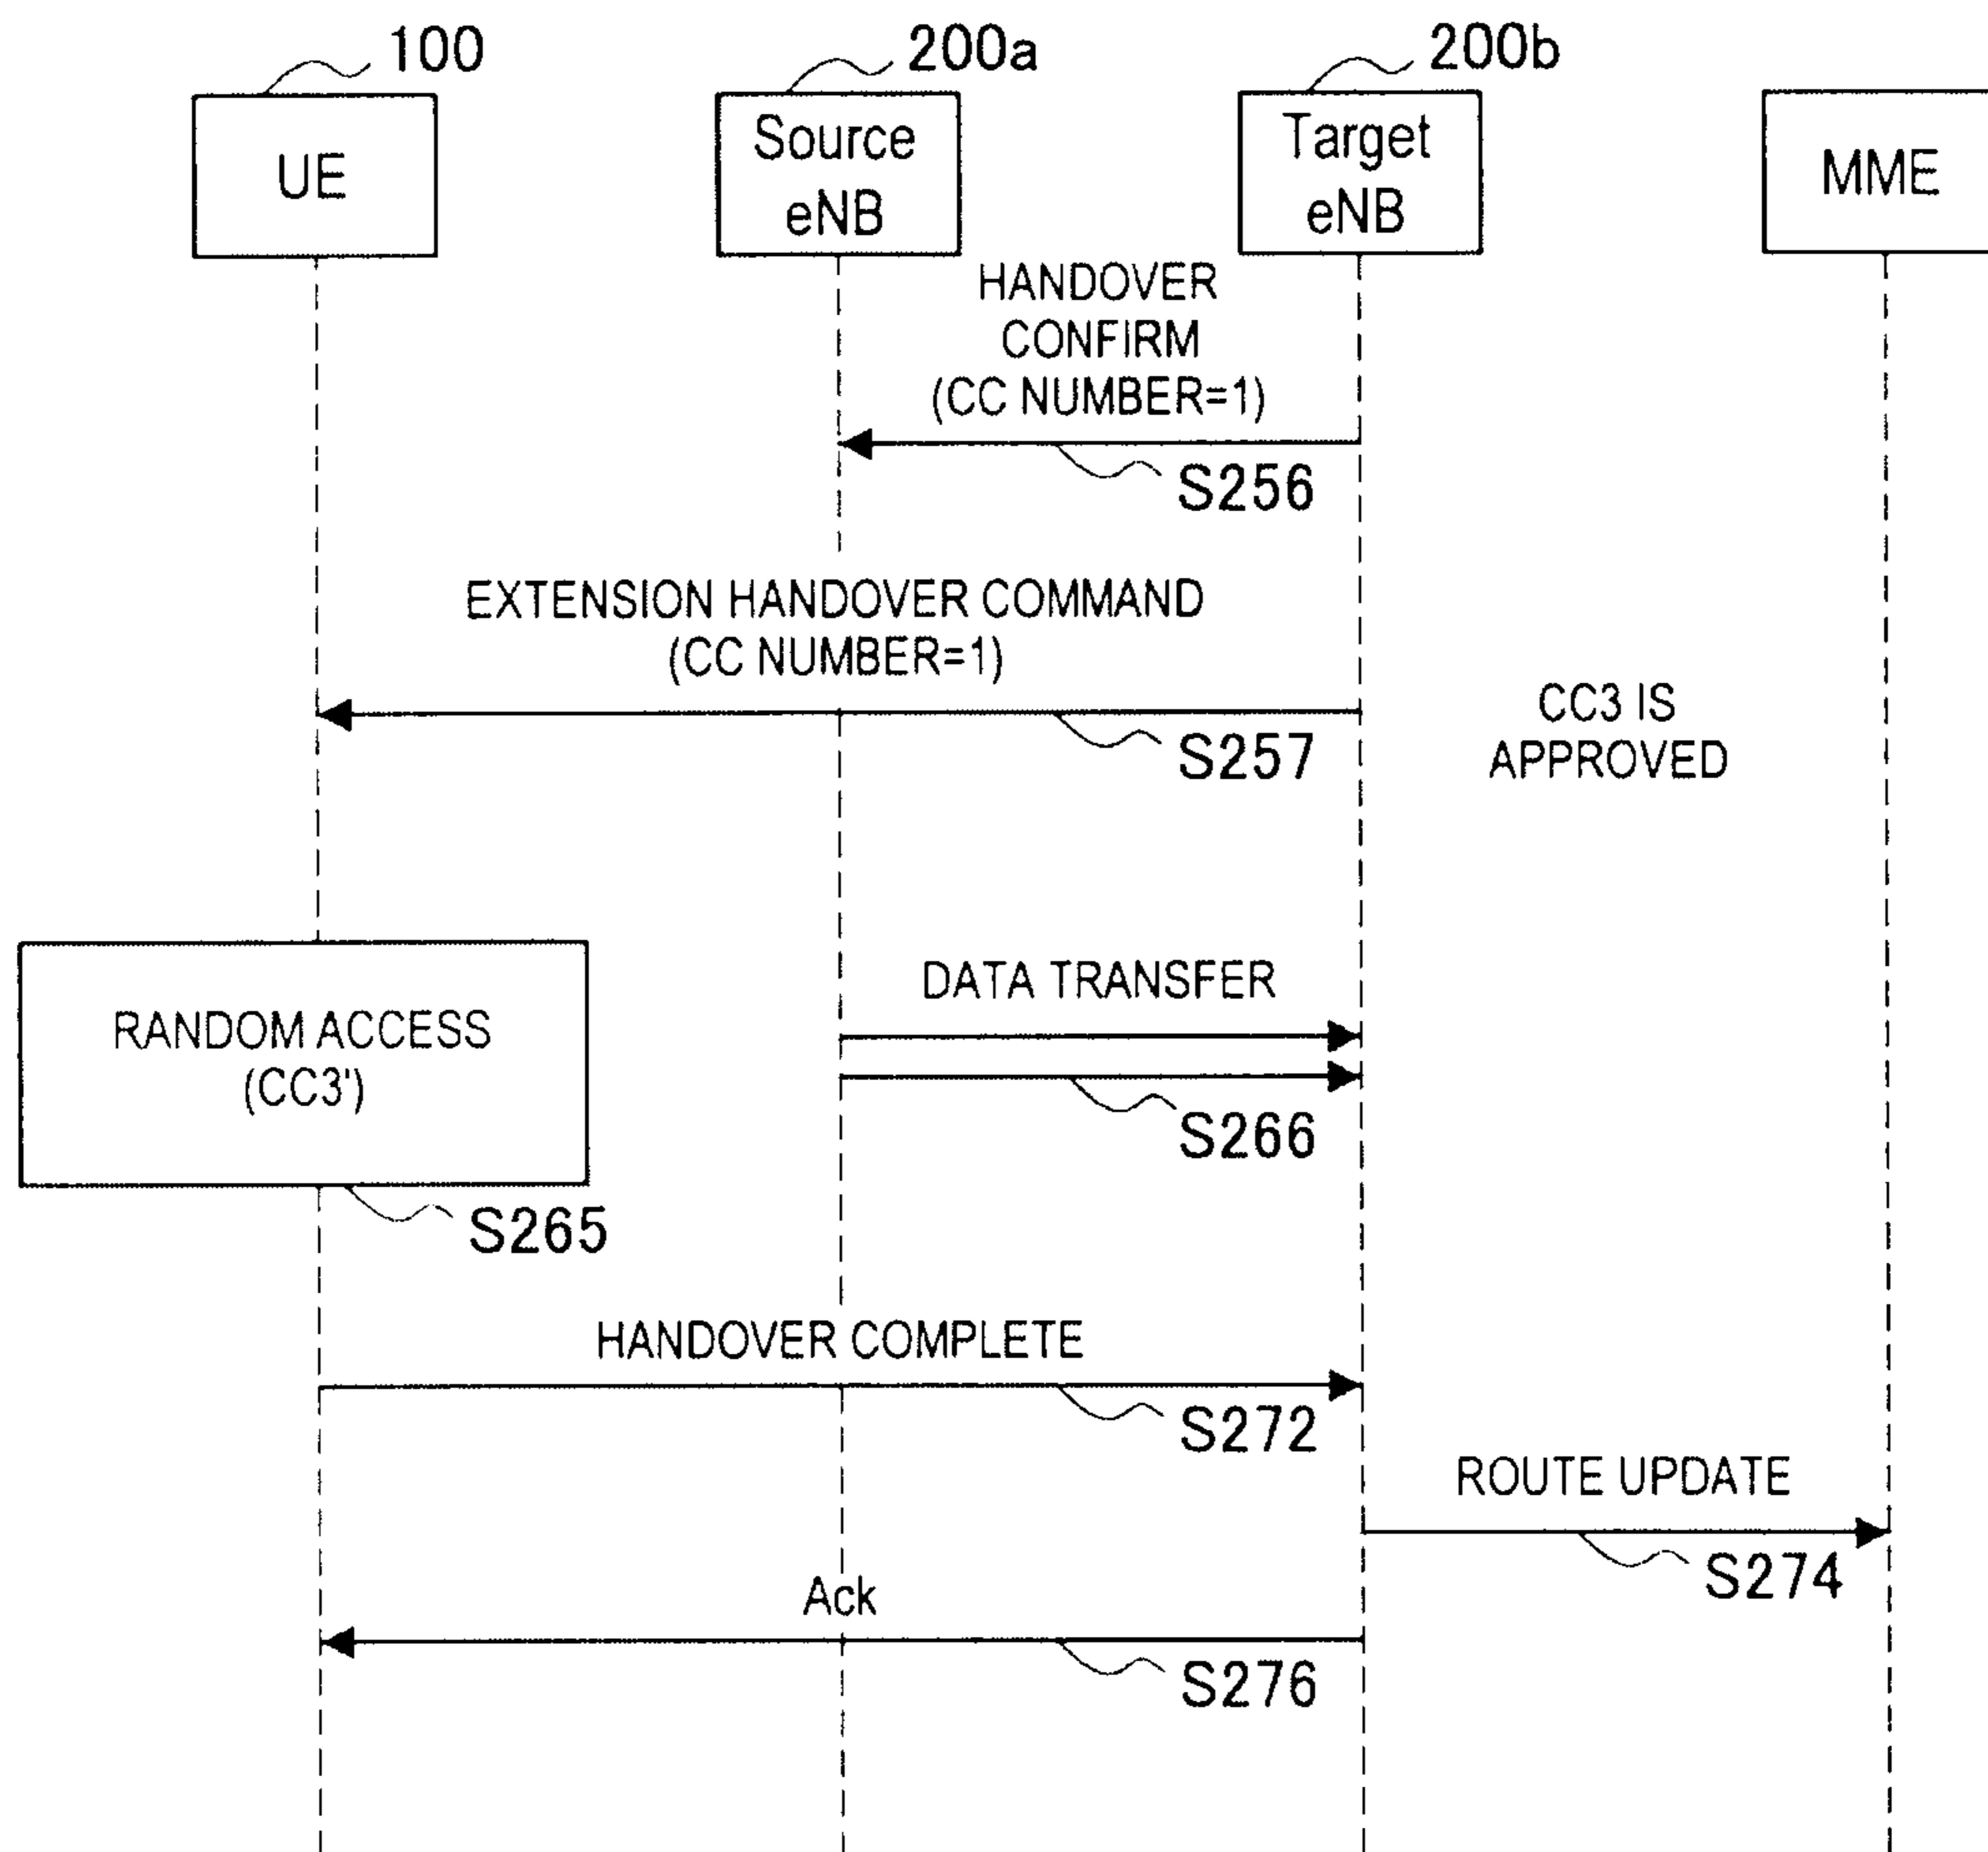 100
200a
200b
UE
Source
eNB
Target
eNB
MME
HANDOVER
CONFIRM
(CC NUMBER=1)
S256
EXTENSION HANDOVER COMMAND
(CC NUMBER=1)
S257
CC3 IS
APPROVED
DATA TRANSFER
RANDOM ACCESS
(CC3')
S266
S265
HANDOVER COMPLETE
S272
ROUTE UPDATE
S274
Ack
S276